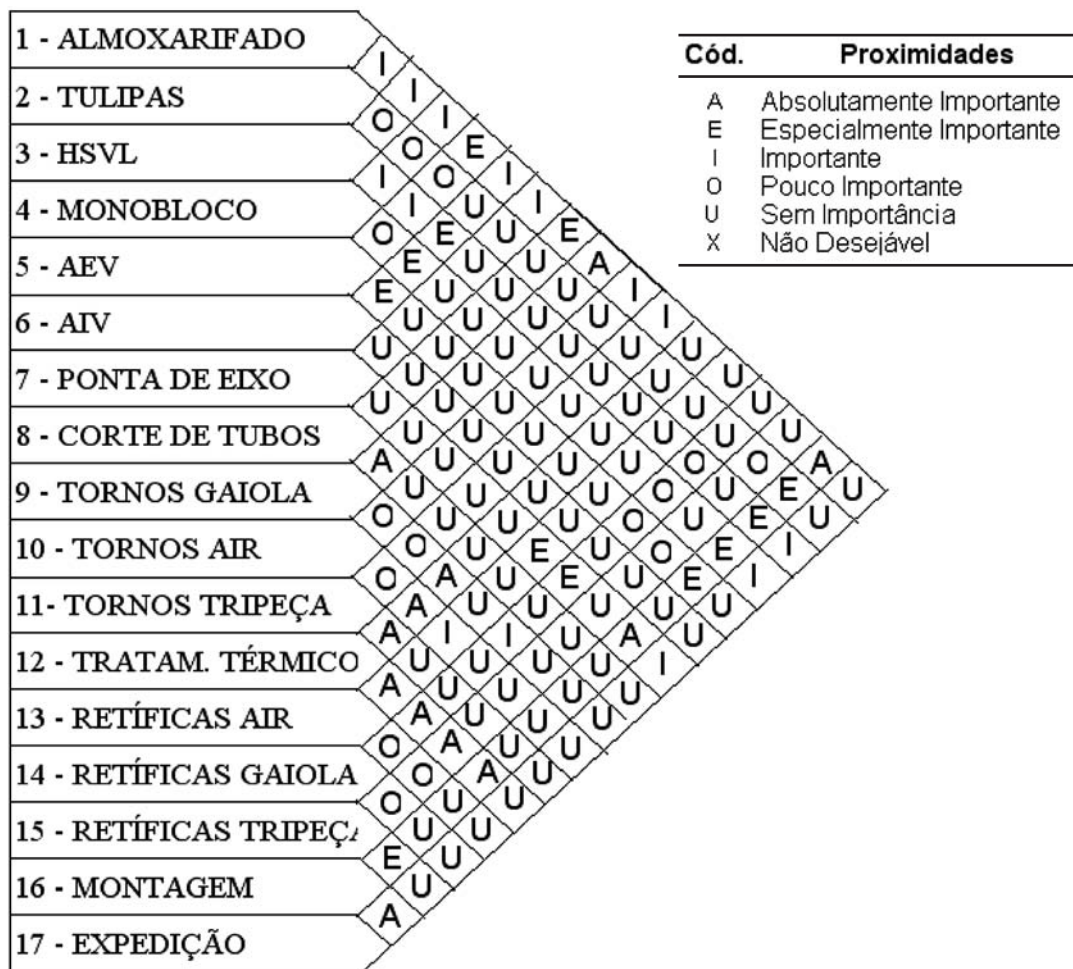 1 - ALMOXARIFADO
I I I E I I E A I I U U U U A U
2 - TULIPAS
O O O U U U U U U U U U O E U
3 - HSVL
I I E U U U U U U U O U E I
4 - MONOBLOCO
O E U U U U U U U O U E I
5 - AEV
E U U U U U U U O O E U
6 - AIV
U U U U U U U U U U U
7 - PONTA DE EIXO
U U U U U E E U A I
8 - CORTE DE TUBOS
A U U U U U U U U
9 - TORNOS GAIOLA
O O A U I U U U
10 - TORNOS AIR
O A I U U U U
11- TORNOS TRIPEÇA
A U U U U U
12 - TRATAM. TÉRMICO
A A A A U
13 - RETÍFICAS AIR
O O U U
14 - RETÍFICAS GAIOLA
O U U
15 - RETÍFICAS TRIPEÇA
E U
16 - MONTAGEM
A
17 - EXPEDIÇÃO
Cód. Proximidades
A Absolutamente Importante
E Especialmente Importante
I Importante
O Pouco Importante
U Sem Importância
X Não Desejável